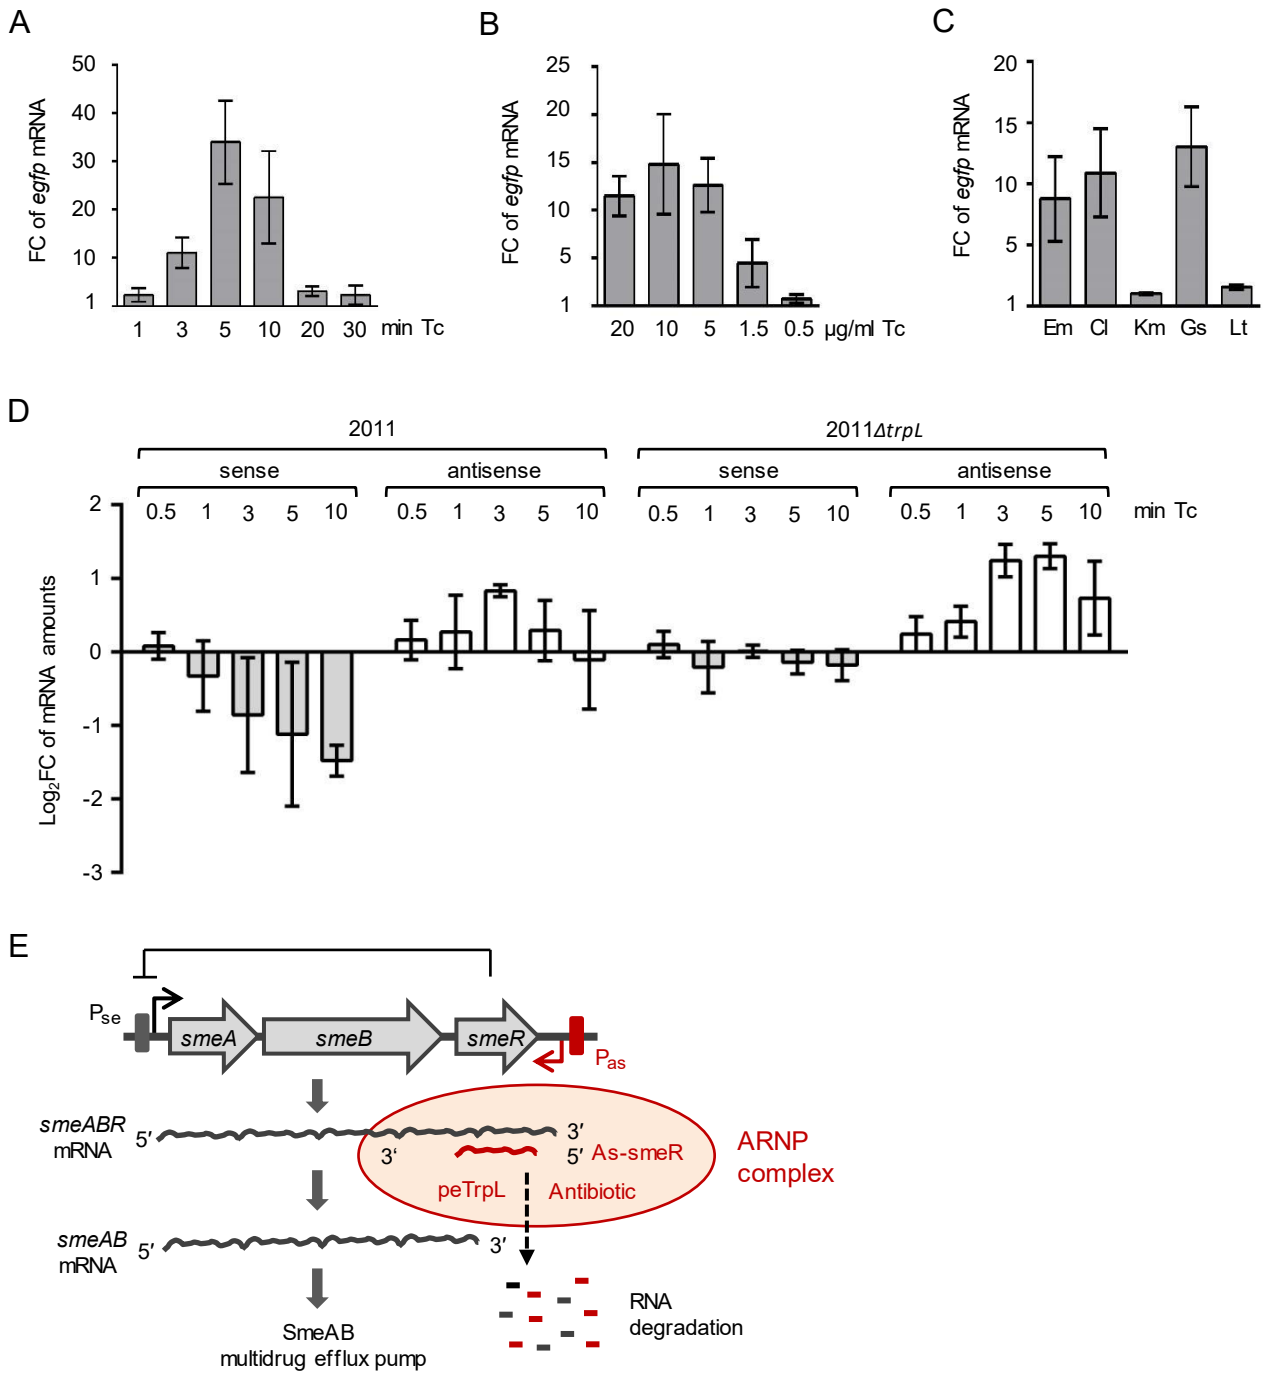 A
FC of egfp mRNA
50
40
30
20
10
1
1 3 5 10 20 30 min Tc
B
FC of egfp mRNA
25
20
15
10
5
1
20 10 5 1.5 0.5 µg/ml Tc
C
FC of egfp mRNA
20
15
10
5
1
Em Cl Km Gs Lt
D
2011 2011ΔtrpL
sense antisense sense antisense
0.5 1 3 5 10 0.5 1 3 5 10 0.5 1 3 5 10 0.5 1 3 5 10 min Tc
Log₂FC of mRNA amounts
2
1
0
-1
-2
-3
E
Pse
smeA smeB smeR
Pas
smeABR
mRNA
5′ 3′
3‘ 5′ As-smeR
peTrpL Antibiotic
ARNP
complex
smeAB
mRNA
5′ 3′
RNA
degradation
SmeAB
multidrug efflux pump